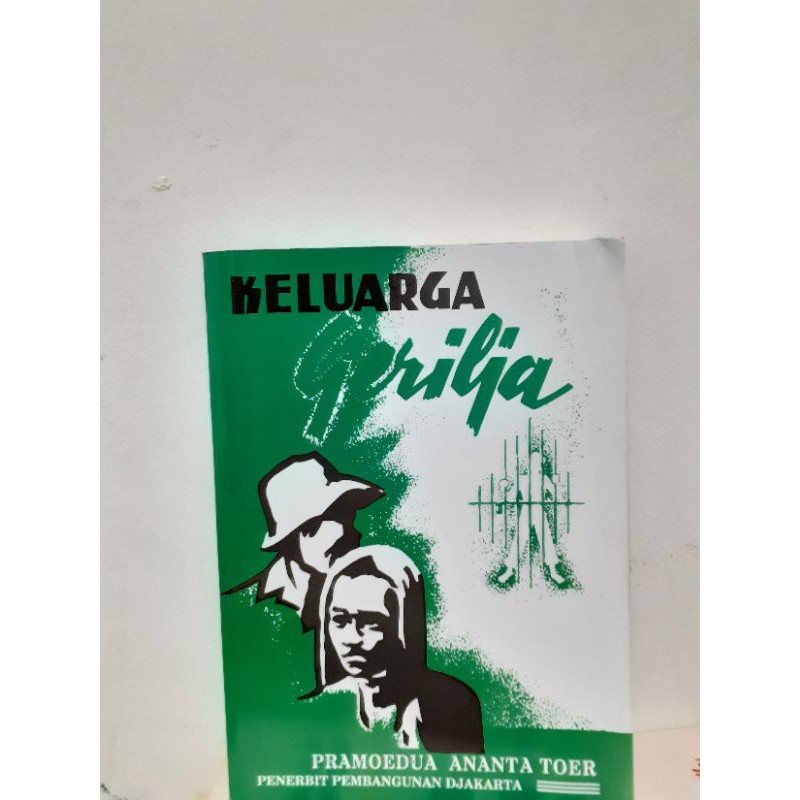 KELUARGA
Gerilja
PRAMOEDUA ANANTA TOER
PENERBIT PEMBANGUNAN DJAKARTA